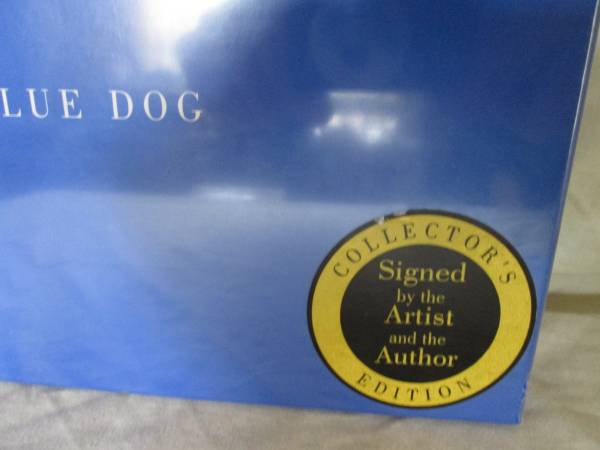 LUE DOG
COLLECTOR'S
Signed
by the
Artist
and the
Author
EDITION